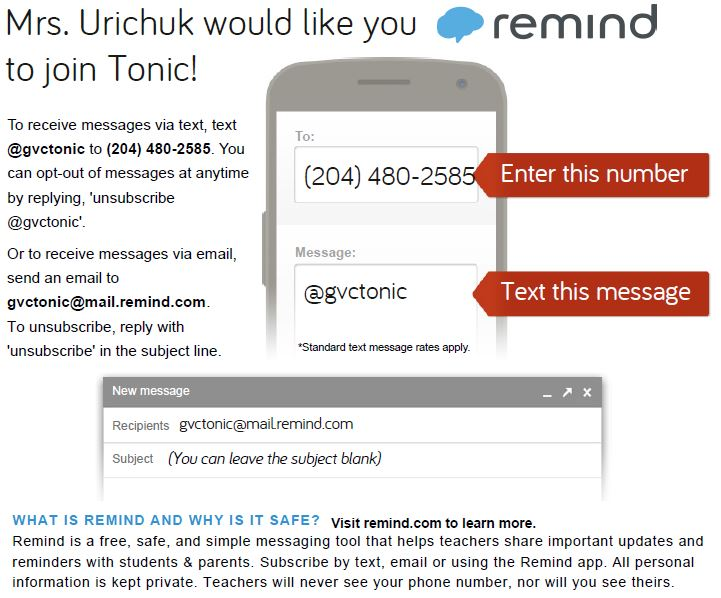 Mrs. Urichuk would like you
remind
to join Tonic!
To receive messages via text, text
@gvctonic to (204) 480-2585. You
can opt-out of messages at anytime
by replying, 'unsubscribe
@gvctonic'.
Or to receive messages via email,
send an email to
gvctonic@mail.remind.com.
To unsubscribe, reply with
'unsubscribe' in the subject line.
To:
(204) 480-2585
Enter this number
Message:
@gvctonic
Text this message
*Standard text message rates apply.
New message
Recipients gvctonic@mail.remind.com
Subject (You can leave the subject blank)
WHAT IS REMIND AND WHY IS IT SAFE? Visit remind.com to learn more.
Remind is a free, safe, and simple messaging tool that helps teachers share important updates and
reminders with students & parents. Subscribe by text, email or using the Remind app. All personal
information is kept private. Teachers will never see your phone number, nor will you see theirs.